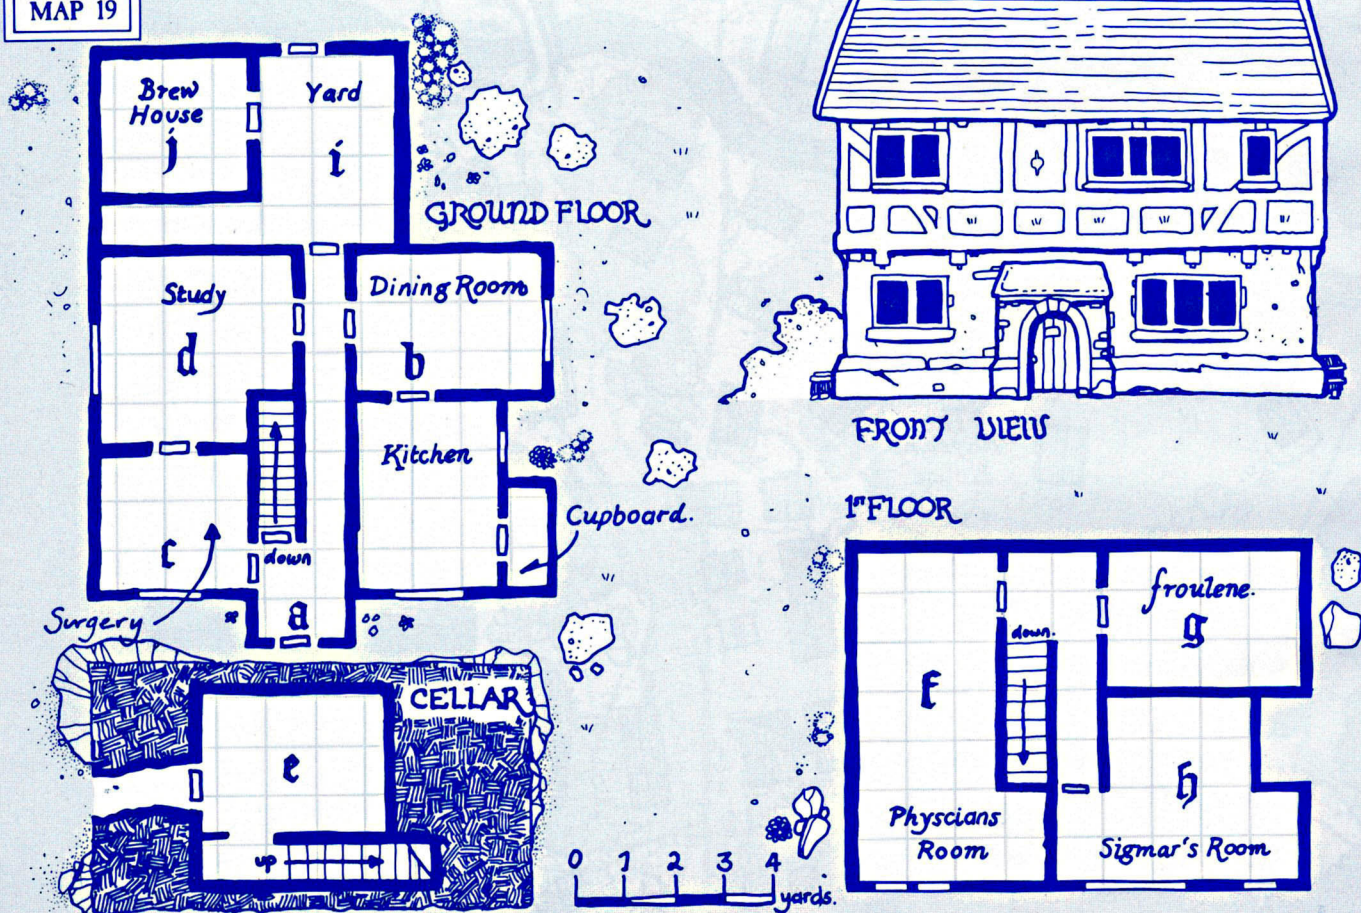 MAP 19
Brew
House
j
Yard
i
GROUND FLOOR
Study
d
Dining Room
b
Kitchen
Cupboard.
c
down
a
Surgery
FRONT VIEW
CELLAR
e
up
0 1 2 3 4
yards.
1ST FLOOR
froulene.
g
down.
f
h
Physcians
Room
Sigmar's Room